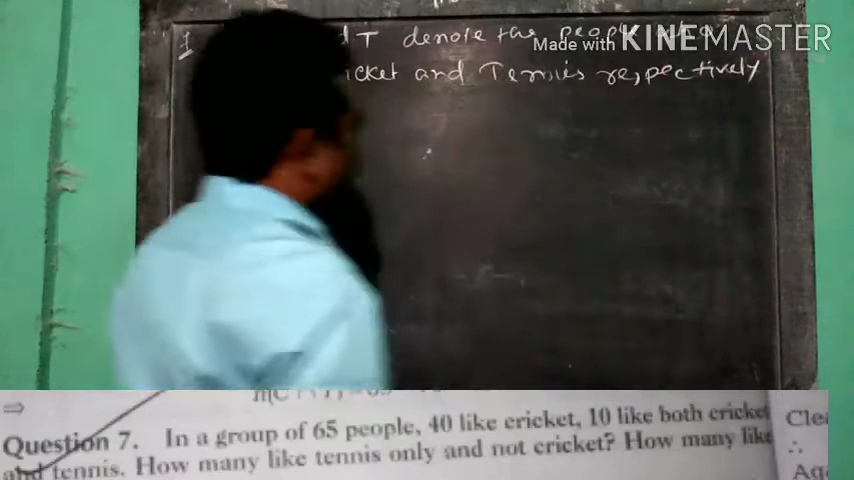 T denote the people
Made with KINEMASTER
icket and Tennis respectively
Question 7. In a group of 65 people, 40 like cricket, 10 like both cricket
and tennis. How many like tennis only and not cricket? How many like
Cle
∴
Ag